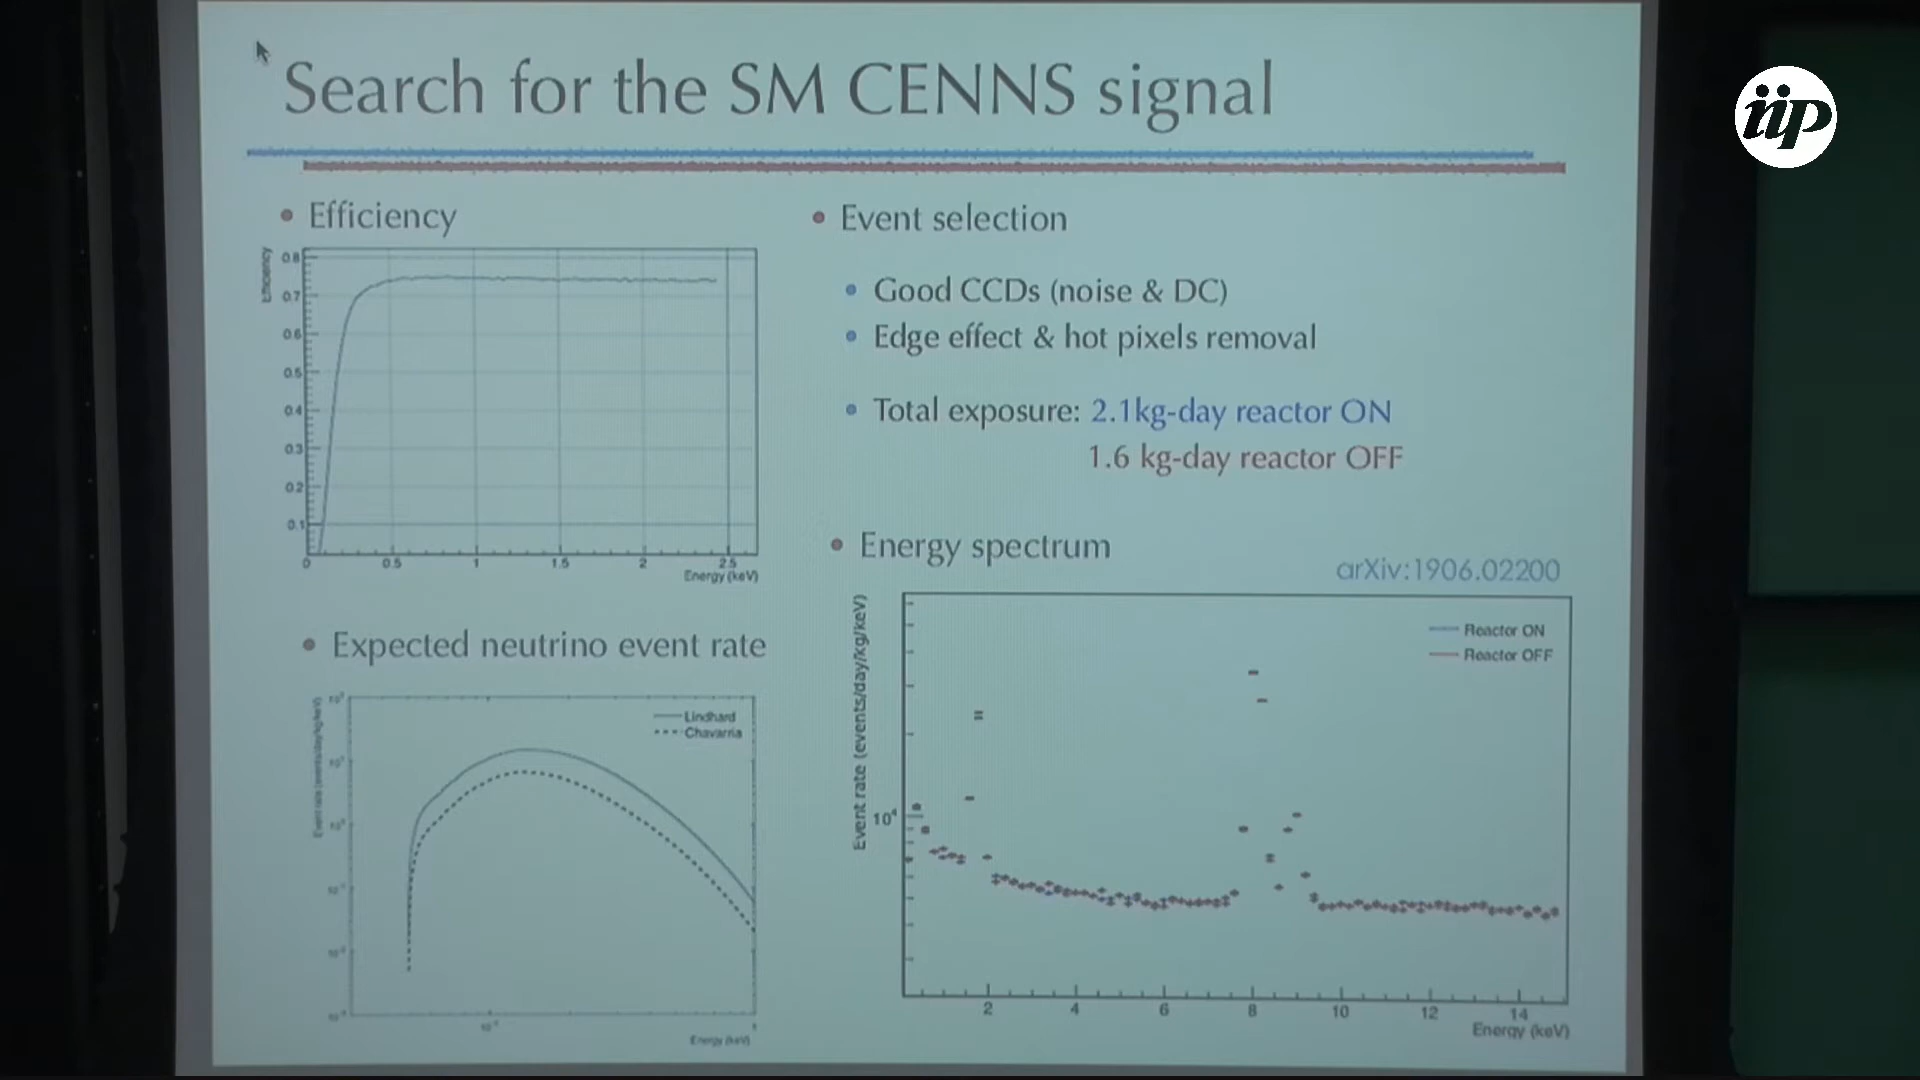 Search for the SM CENNS signal
iip
• Efficiency
Efficiency
0.8
0.7
0.6
0.5
0.4
0.3
0.2
0.1
0 0.5 1 1.5 2 2.5
Energy (keV)
• Expected neutrino event rate
Lindhard
Chavarria
Energy (keV)
• Event selection
• Good CCDs (noise & DC)
• Edge effect & hot pixels removal
• Total exposure: 2.1kg-day reactor ON
1.6 kg-day reactor OFF
• Energy spectrum
arXiv:1906.02200
Event rate (events/day/kg/keV)
Reactor ON
Reactor OFF
10⁴
2 4 6 8 10 12 14
Energy (keV)